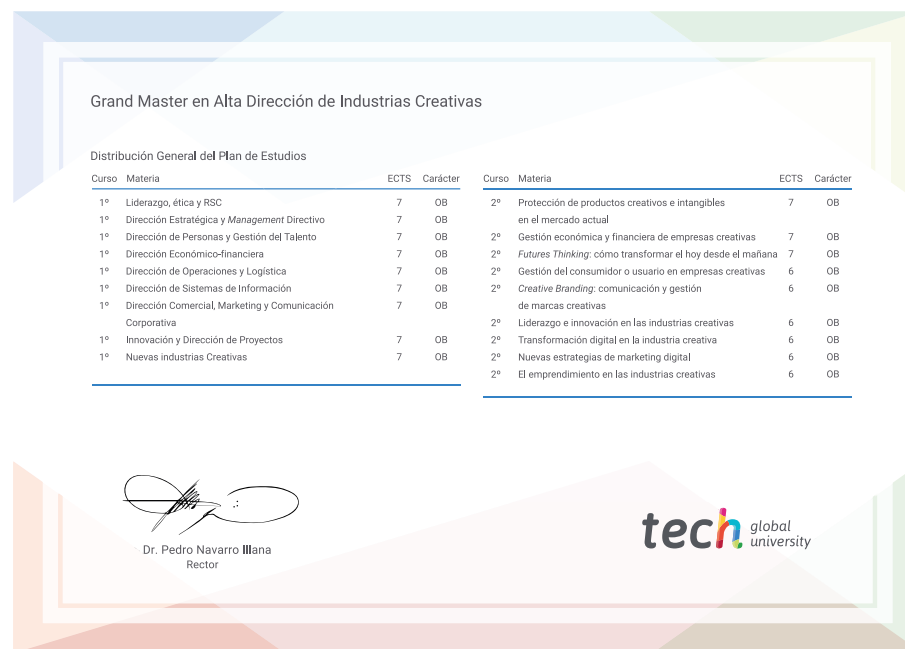 Grand Master en Alta Dirección de Industrias Creativas
Distribución General del Plan de Estudios
Curso Materia ECTS Carácter
1º Liderazgo, ética y RSC 7 OB
1º Dirección Estratégica y Management Directivo 7 OB
1º Dirección de Personas y Gestión del Talento 7 OB
1º Dirección Económico-financiera 7 OB
1º Dirección de Operaciones y Logística 7 OB
1º Dirección de Sistemas de Información 7 OB
1º Dirección Comercial, Marketing y Comunicación 7 OB
Corporativa
1º Innovación y Dirección de Proyectos 7 OB
1º Nuevas industrias Creativas 7 OB
Curso Materia ECTS Carácter
2º Protección de productos creativos e intangibles 7 OB
en el mercado actual
2º Gestión económica y financiera de empresas creativas 7 OB
2º Futures Thinking: cómo transformar el hoy desde el mañana 7 OB
2º Gestión del consumidor o usuario en empresas creativas 6 OB
2º Creative Branding: comunicación y gestión 6 OB
de marcas creativas
2º Liderazgo e innovación en las industrias creativas 6 OB
2º Transformación digital en la industria creativa 6 OB
2º Nuevas estrategias de marketing digital 6 OB
2º El emprendimiento en las industrias creativas 6 OB
Dr. Pedro Navarro Illana
Rector
tech global
university